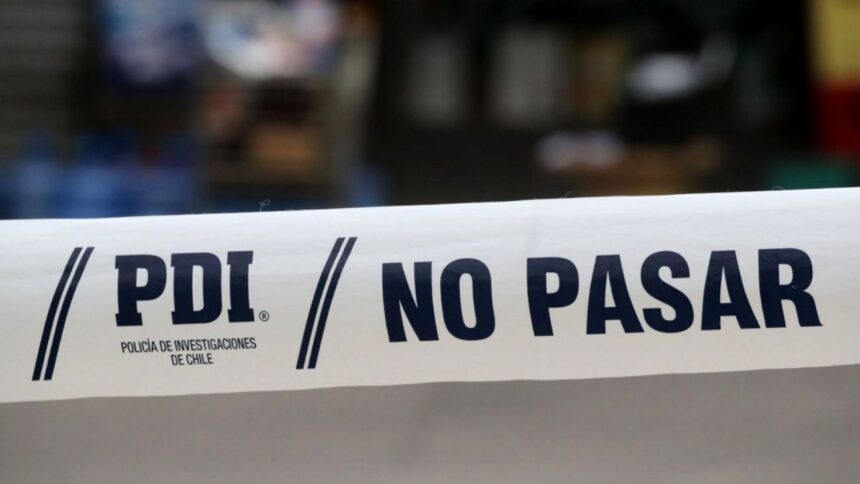 // PDI ® // NO PASAR
POLICÍA DE INVESTIGACIONES
DE CHILE